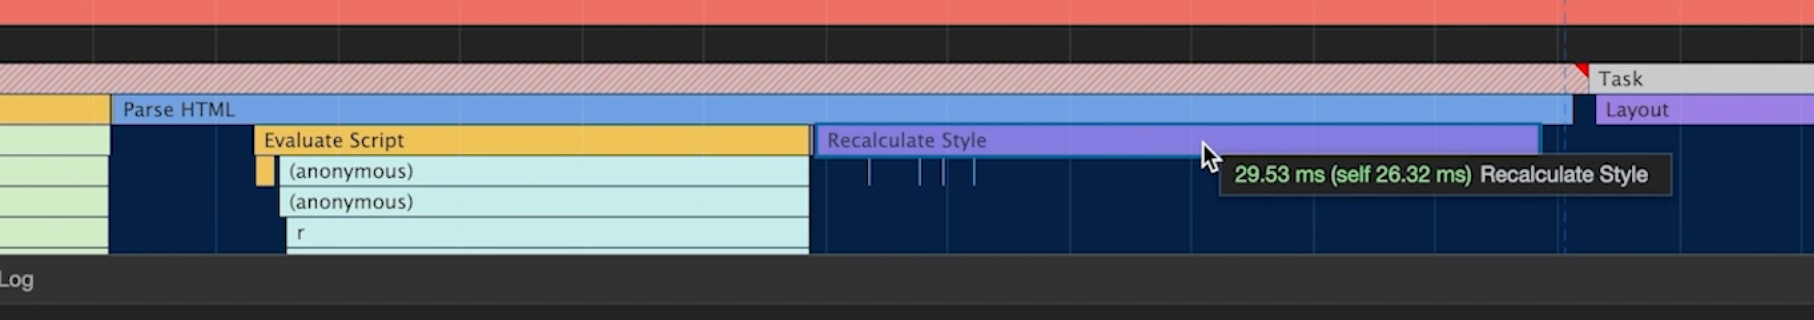 Task
Parse HTML
Layout
Evaluate Script
Recalculate Style
(anonymous)
29.53 ms (self 26.32 ms) Recalculate Style
(anonymous)
r
Log